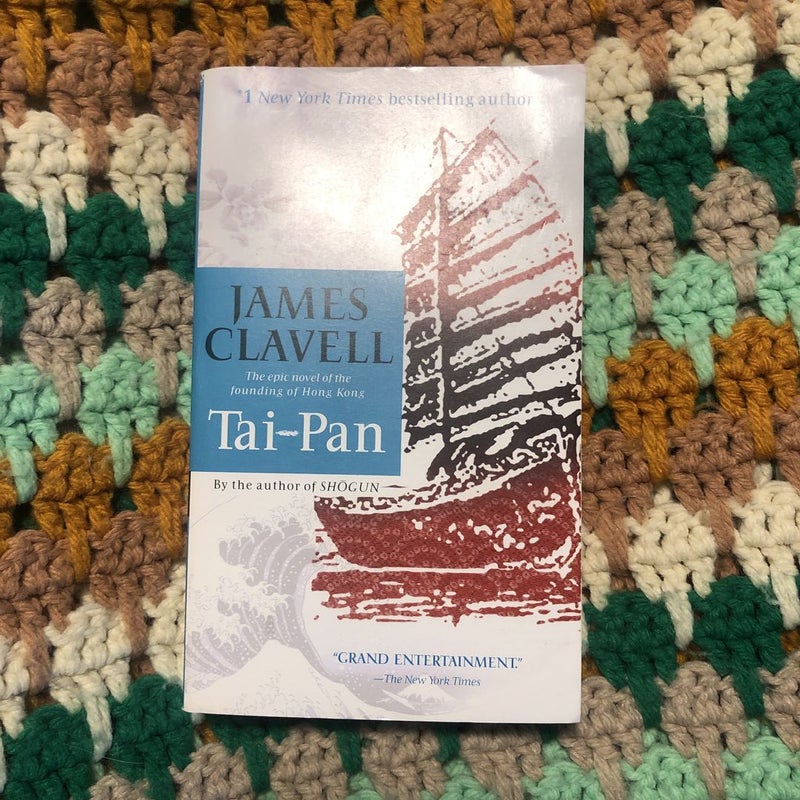 #1 New York Times bestselling author
JAMES
CLAVELL
The epic novel of the
founding of Hong Kong
Tai-Pan
By the author of SHŌGUN
“GRAND ENTERTAINMENT.”
—The New York Times